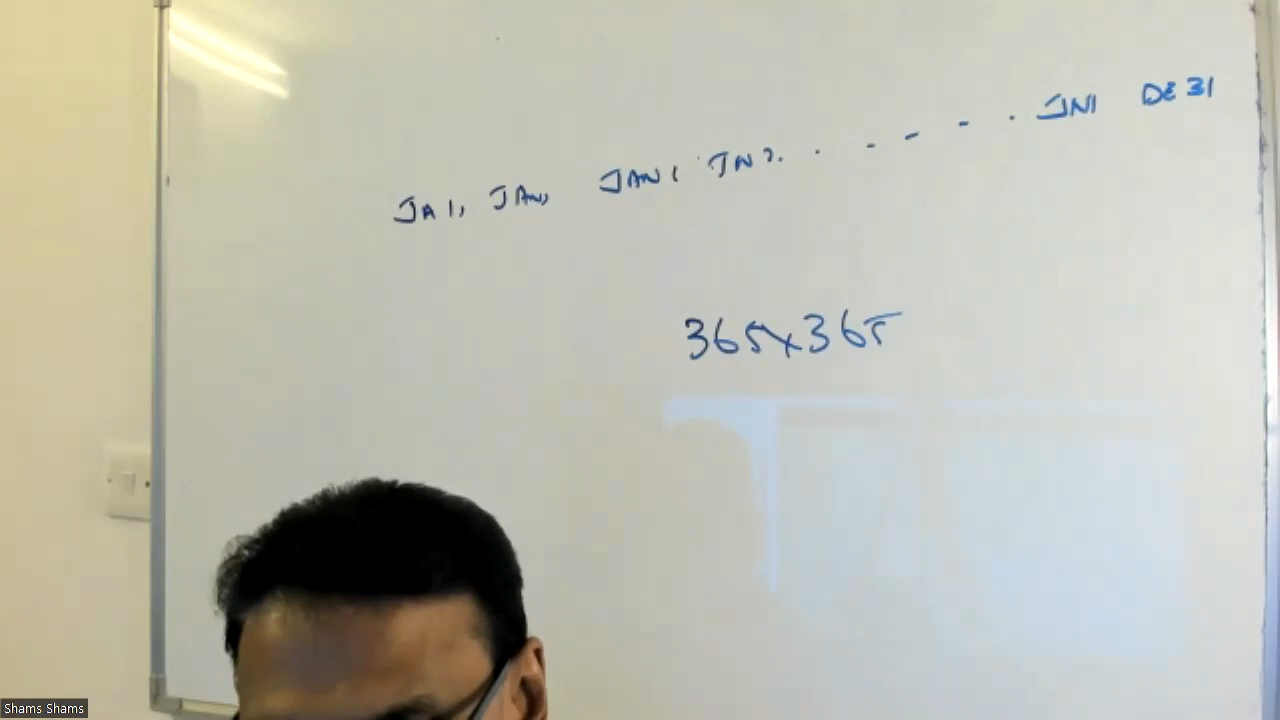 JA 1, JAN, JAN 1 JN 2. . - - - . JN1 DE 31
365x365
Shams Shams